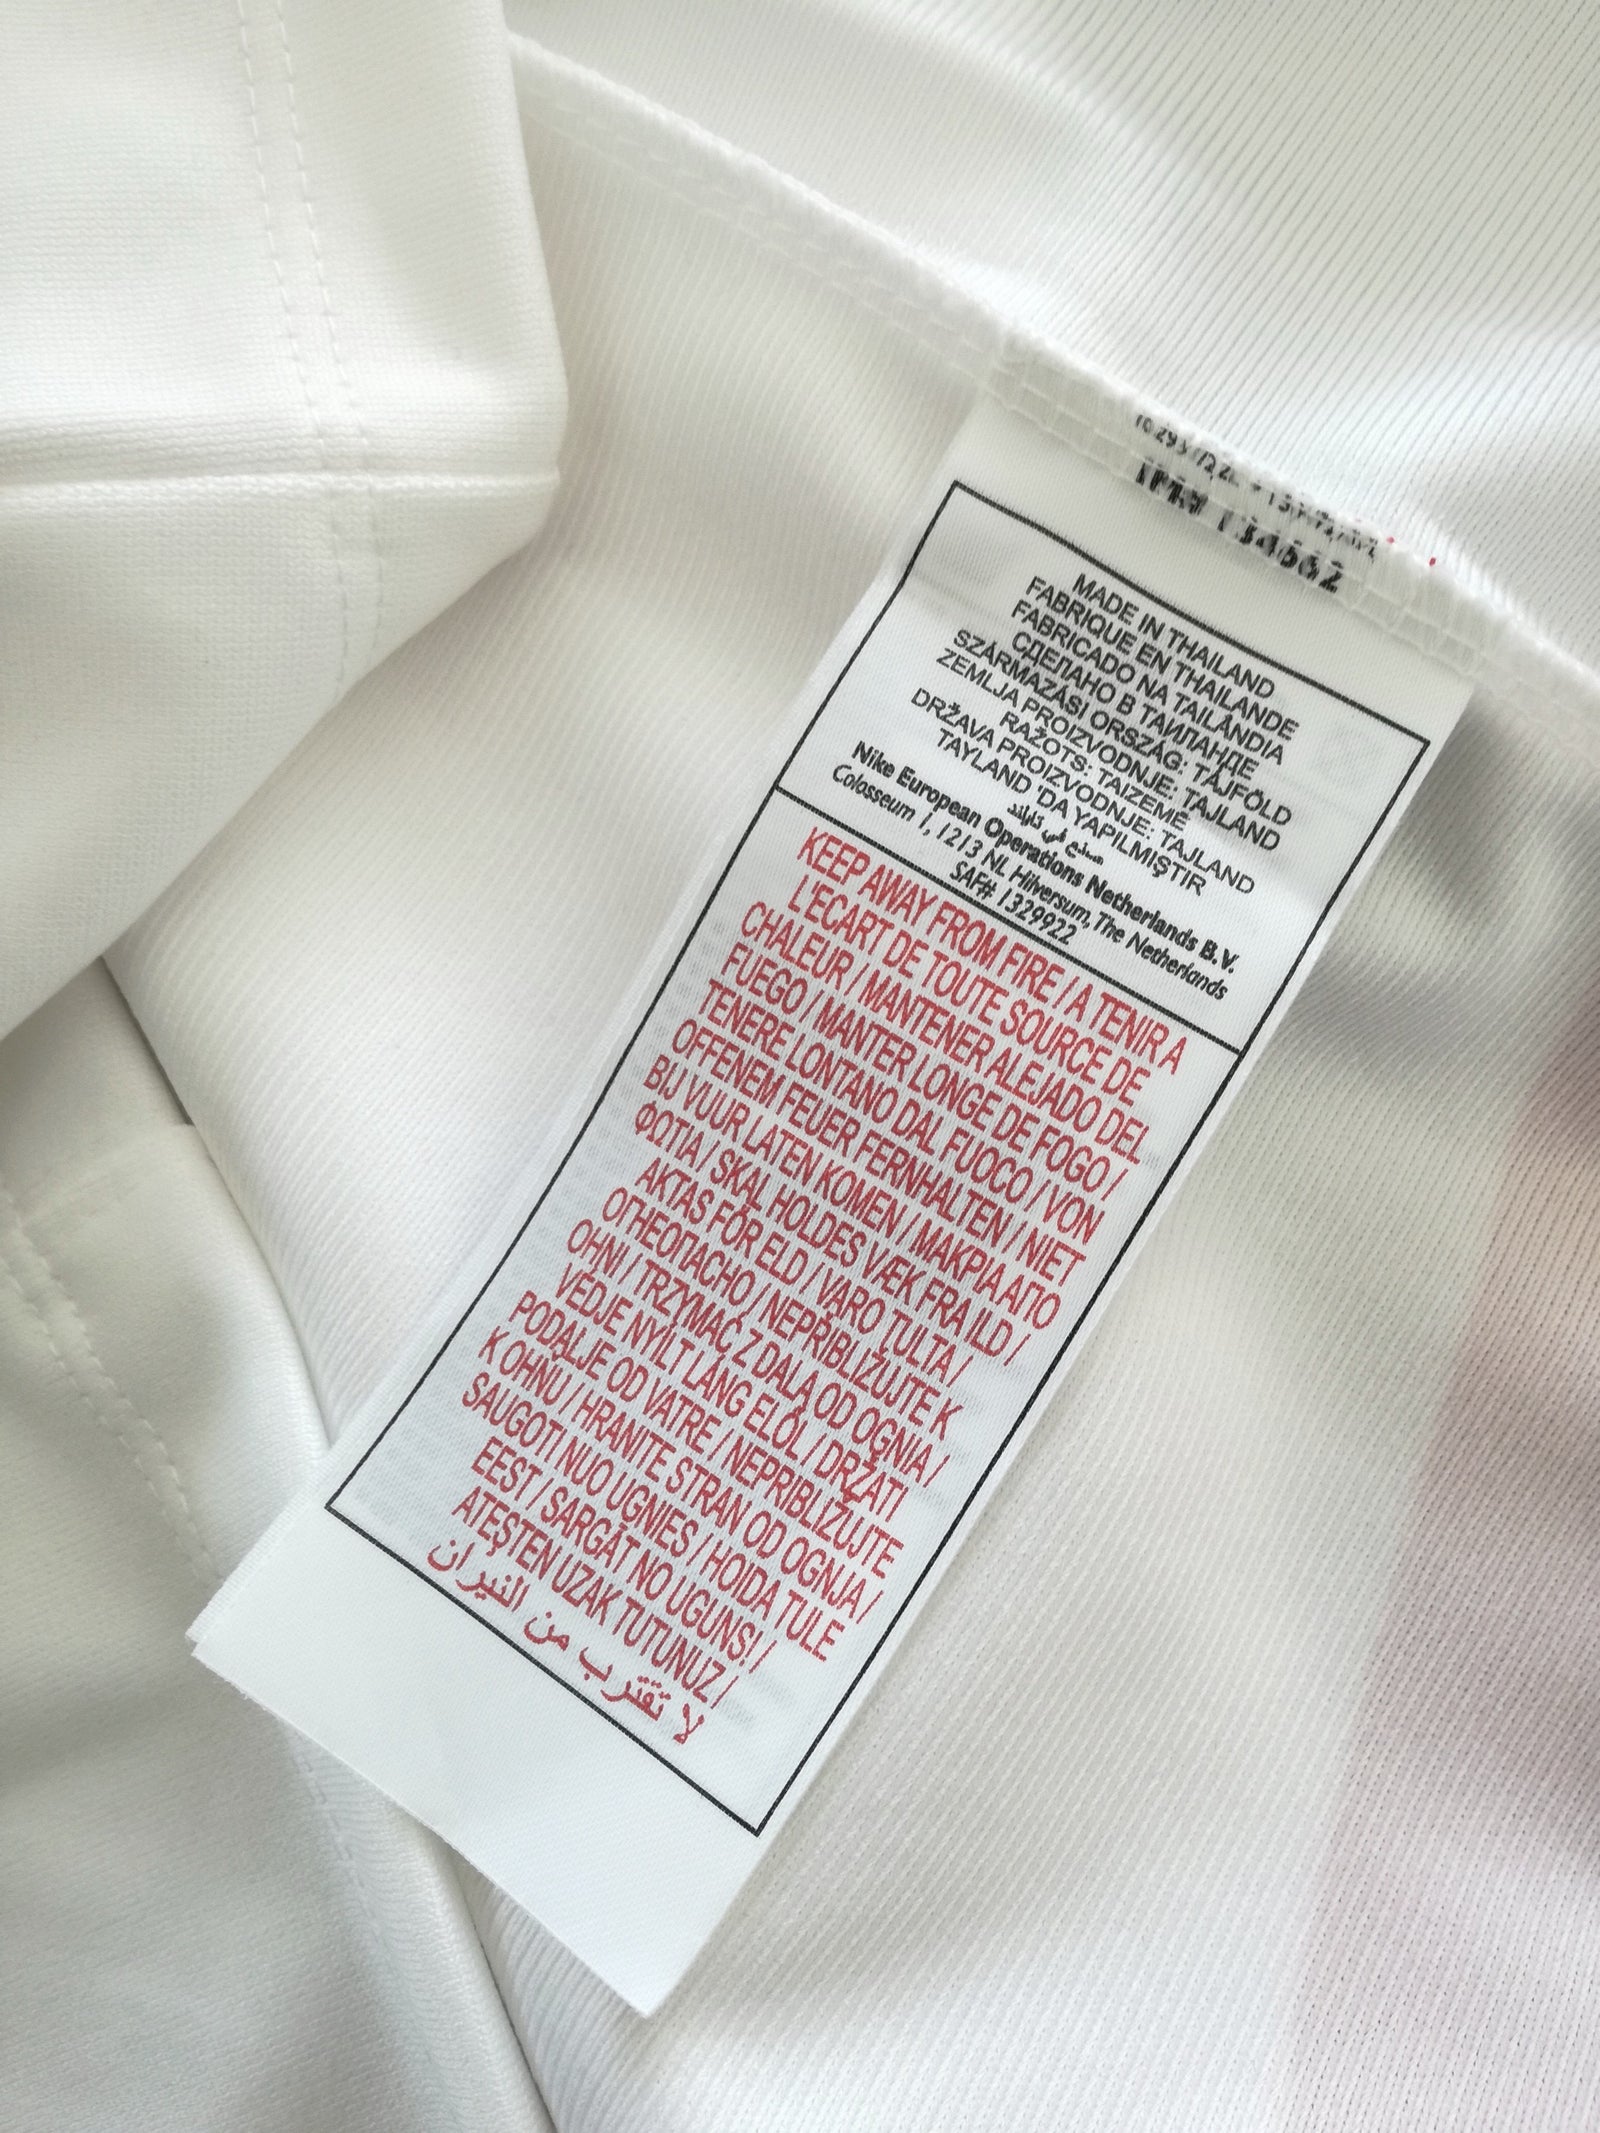 134662
MADE IN THAILAND
FABRIQUE EN THAILANDE
FABRICADO NA TAILÂNDIA
СДЕЛАНО В ТАИЛАНДЕ
SZÁRMAZÁSI ORSZÁG: TÁJFÖLD
ZEMLJA PROIZVODNJE: TAJLAND
RAŽOTS: TAIZEMĒ
DRŽAVA PROIZVODNJE: TAJLAND
TAYLAND 'DA YAPILMIŞTIR
صنع في تايلند
Nike European Operations Netherlands B.V.
Colosseum 1, 1213 NL Hilversum, The Netherlands
SAF# 1329922
KEEP AWAY FROM FIRE / A TENIR A
L'ECART DE TOUTE SOURCE DE
CHALEUR / MANTENER ALEJADO DEL
FUEGO / MANTER LONGE DE FOGO /
TENERE LONTANO DAL FUOCO / VON
OFFENEM FEUER FERNHALTEN / NIET
BIJ VUUR LATEN KOMEN / ΜΑΚΡΙΑ ΑΠΟ
ΦΩΤΙΑ / SKAL HOLDES VÆK FRA ILD /
AKTAS FÖR ELD / VARO TULTA /
ОГНЕОПАСНО / NEPŘIBLIŽUJTE K
OHNI / TRZYMAĆ Z DALA OD OGNIA /
VÉDJE NYÍLT LÁNG ELŐL / DRŽATI
PODALJE OD VATRE / NEPRIBLIŽUJTE
K OHŇU / HRANITE STRAN OD OGNJA /
SAUGOTI NUO UGNIES / HOIDA TULE
EEST / SARGĀT NO UGUNS! /
ATEŞTEN UZAK TUTUNUZ /
لا تقترب من النيران